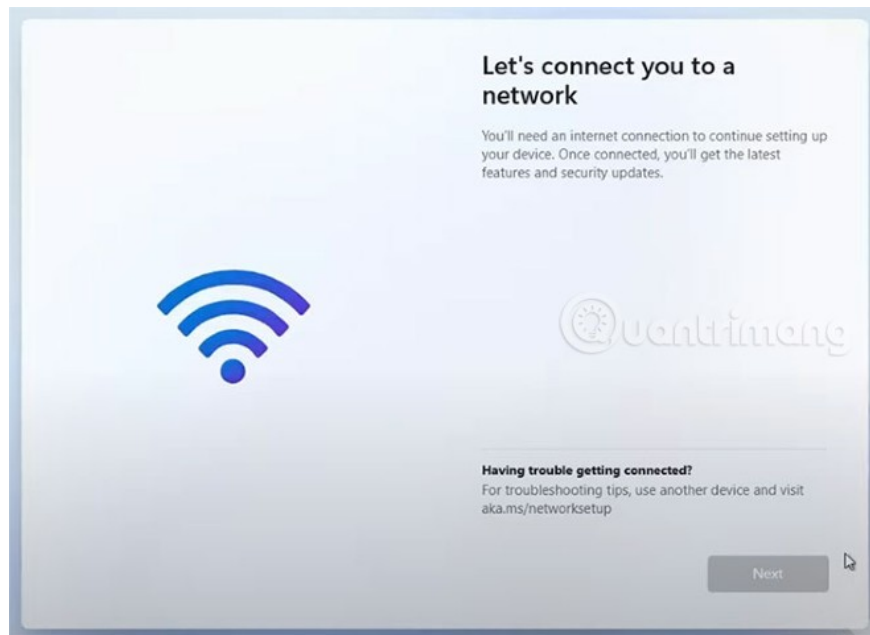 Let's connect you to a
network
You'll need an internet connection to continue setting up
your device. Once connected, you'll get the latest
features and security updates.
Quantrimang
Having trouble getting connected?
For troubleshooting tips, use another device and visit
aka.ms/networksetup
Next